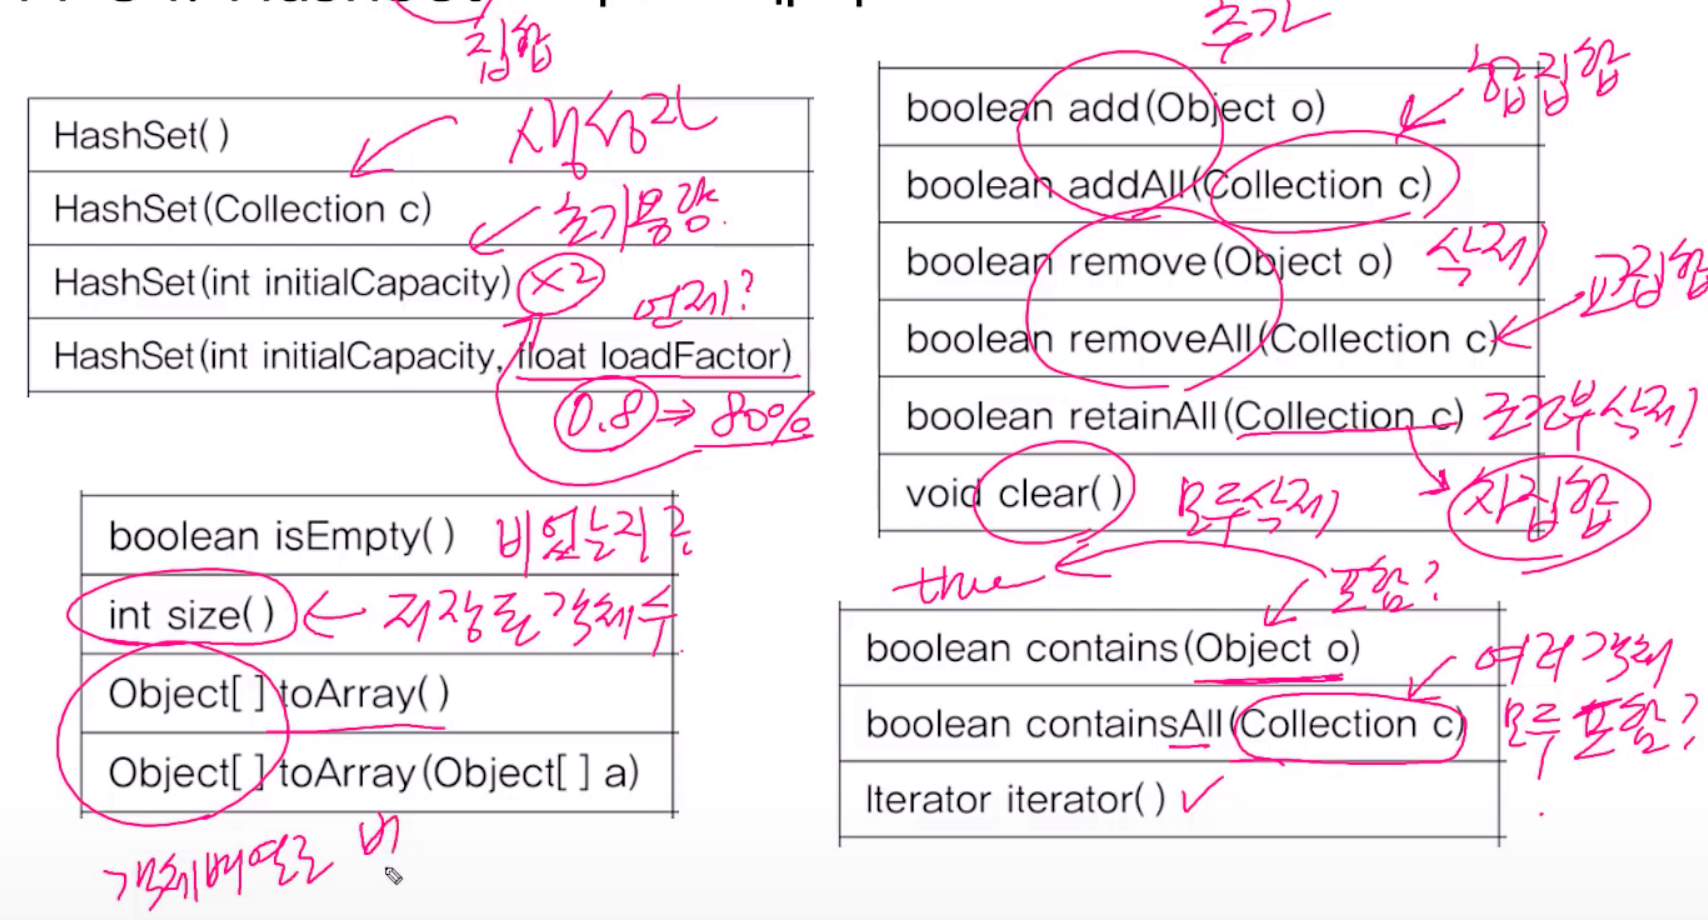 집합
HashSet()
생성자
HashSet(Collection c)
초기용량
HashSet(int initialCapacity) ×2
언제?
HashSet(int initialCapacity, float loadFactor)
0.8 → 80%
boolean isEmpty() 비었는지
int size() ← 저장된 객체수
Object[ ] toArray()
Object[ ] toArray(Object[ ] a)
객체배열로
추가
boolean add(Object o)
합집합
boolean addAll(Collection c)
boolean remove(Object o) 삭제
교집합
boolean removeAll(Collection c)
boolean retainAll(Collection c) 조건부삭제
void clear() 모두삭제
차집합
true
포함?
boolean contains(Object o)
여러 객체
boolean containsAll(Collection c) 모두 포함?
Iterator iterator() ✓